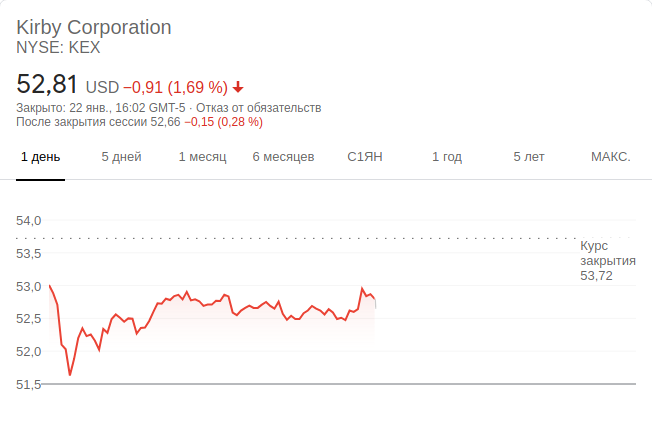 Kirby Corporation
NYSE: KEX
52,81 USD −0,91 (1,69 %)
Закрыто: 22 янв., 16:02 GMT-5 · Отказ от обязательств
После закрытия сессии 52,66 −0,15 (0,28 %)
1 день 5 дней 1 месяц 6 месяцев С1ЯН 1 год 5 лет МАКС.
54,0
Курс
53,5
закрытия
53,72
53,0
52,5
52,0
51,5